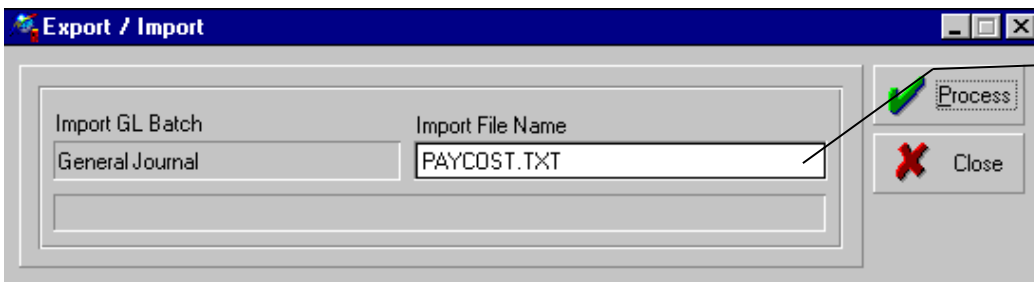 Export / Import
Import GL Batch
Import File Name
General Journal
PAYCOST.TXT
Process
Close